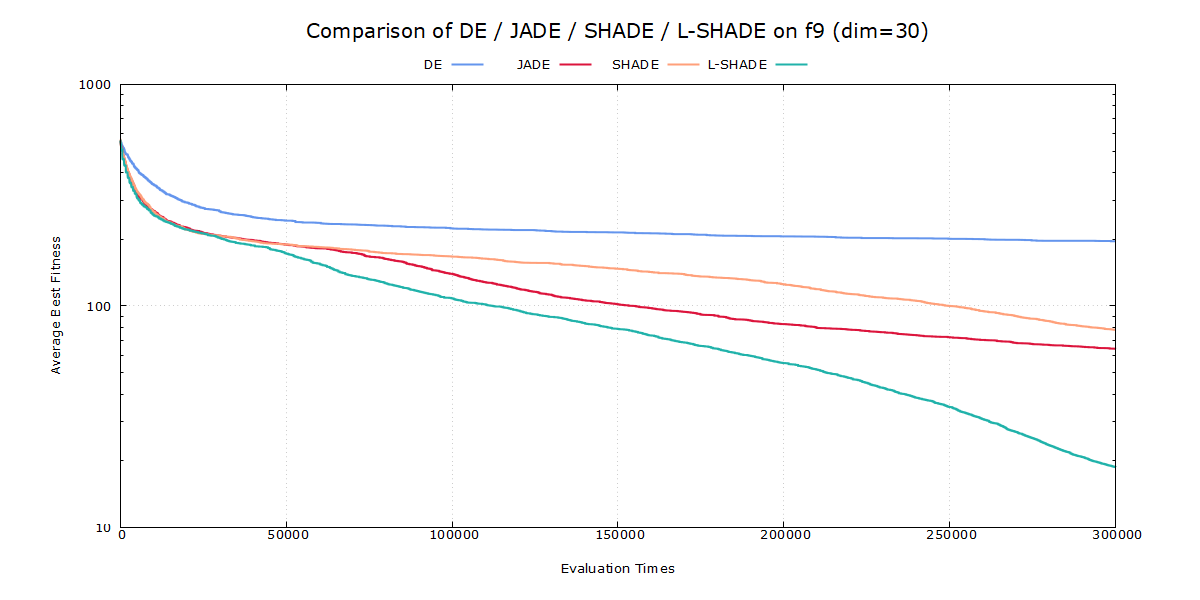 Comparison of DE / JADE / SHADE / L-SHADE on f9 (dim=30)
DE JADE SHADE L-SHADE
1000
100
10
Average Best Fitness
0 50000 100000 150000 200000 250000 300000
Evaluation Times